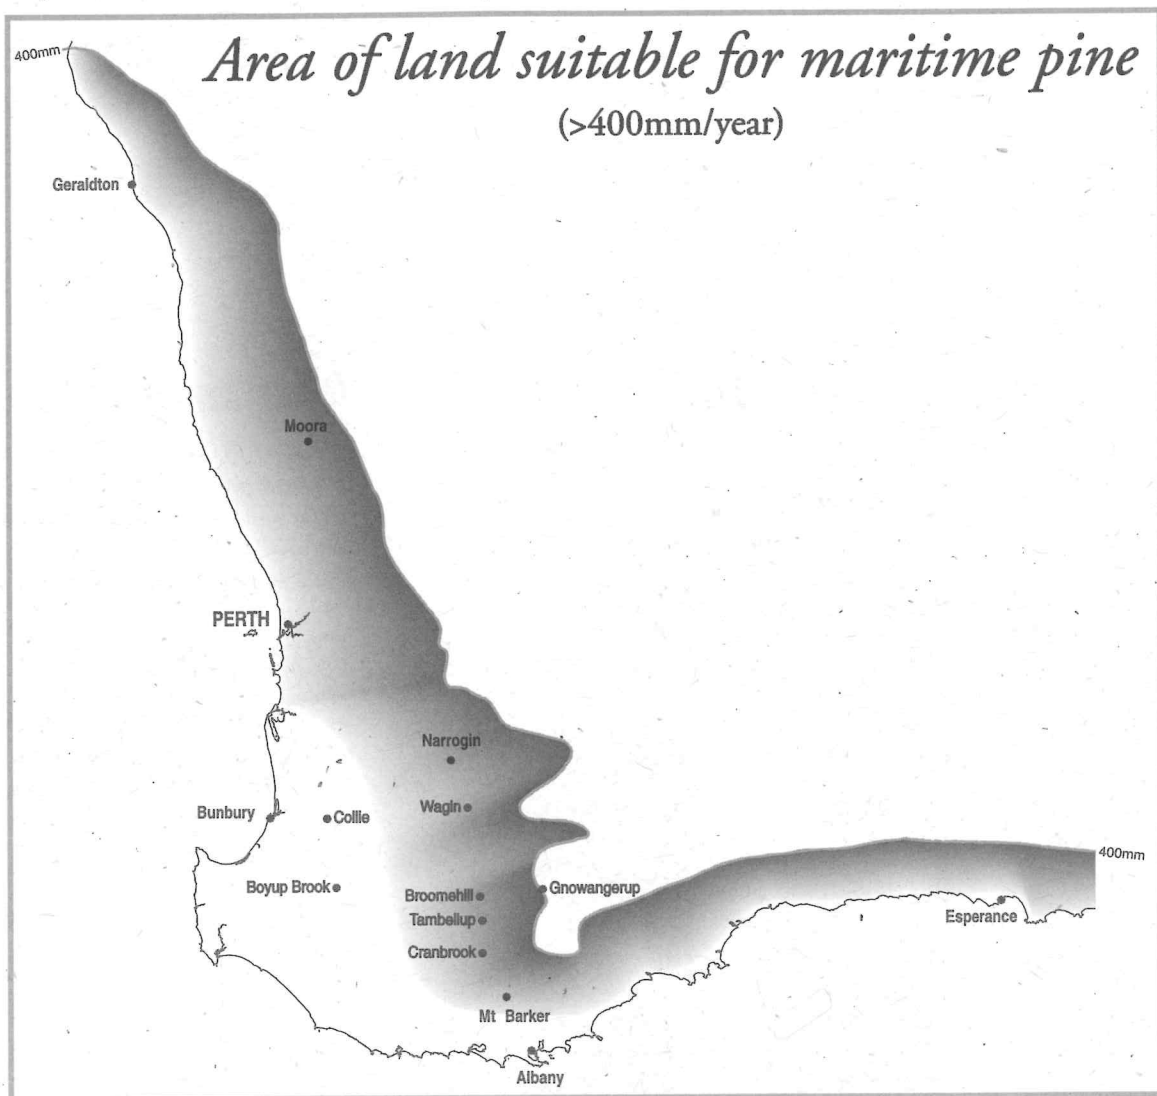 Area of land suitable for maritime pine
(>400mm/year)
400mm
Geraldton
Moora
PERTH
Narrogin
Wagin
Bunbury
Collie
Boyup Brook
Broomehill
Gnowangerup
Tambellup
Cranbrook
Mt Barker
Albany
400mm
Esperance